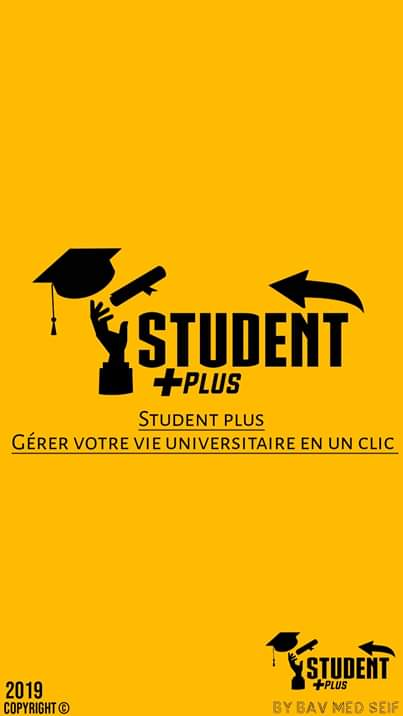 STUDENT
+PLUS
Student plus
Gérer votre vie universitaire en un clic
STUDENT
+PLUS
2019
COPYRIGHT ©
BY BAV MED SEIF